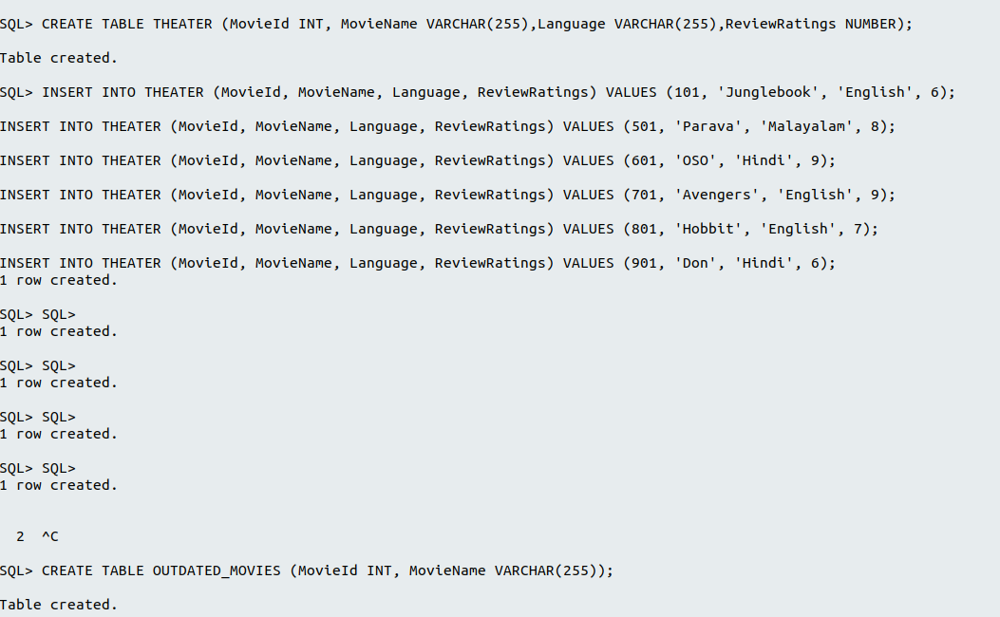 SQL> CREATE TABLE THEATER (MovieId INT, MovieName VARCHAR(255),Language VARCHAR(255),ReviewRatings NUMBER);
Table created.
SQL> INSERT INTO THEATER (MovieId, MovieName, Language, ReviewRatings) VALUES (101, 'Junglebook', 'English', 6);
INSERT INTO THEATER (MovieId, MovieName, Language, ReviewRatings) VALUES (501, 'Parava', 'Malayalam', 8);
INSERT INTO THEATER (MovieId, MovieName, Language, ReviewRatings) VALUES (601, 'OSO', 'Hindi', 9);
INSERT INTO THEATER (MovieId, MovieName, Language, ReviewRatings) VALUES (701, 'Avengers', 'English', 9);
INSERT INTO THEATER (MovieId, MovieName, Language, ReviewRatings) VALUES (801, 'Hobbit', 'English', 7);
INSERT INTO THEATER (MovieId, MovieName, Language, ReviewRatings) VALUES (901, 'Don', 'Hindi', 6);
1 row created.
SQL> SQL>
1 row created.
SQL> SQL>
1 row created.
SQL> SQL>
1 row created.
SQL> SQL>
1 row created.
2 ^C
SQL> CREATE TABLE OUTDATED_MOVIES (MovieId INT, MovieName VARCHAR(255));
Table created.